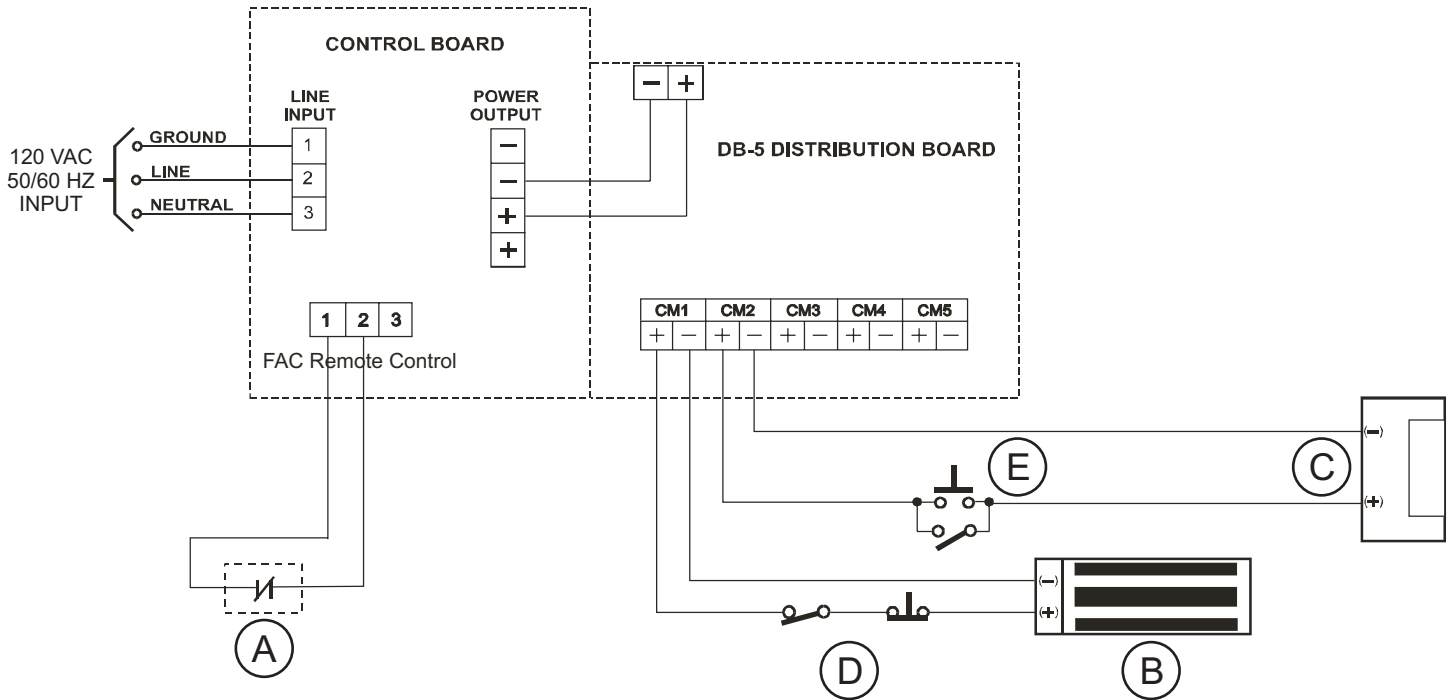 CONTROL BOARD
LINE
INPUT
POWER
OUTPUT
− +
120 VAC
50/60 HZ
INPUT
GROUND
LINE
NEUTRAL
1
2
3
−
−
+
+
DB-5 DISTRIBUTION BOARD
1 2 3
FAC Remote Control
CM1 CM2 CM3 CM4 CM5
+ − + − + − + − + −
E
C
(−)
(+)
(−)
(+)
A
D
B